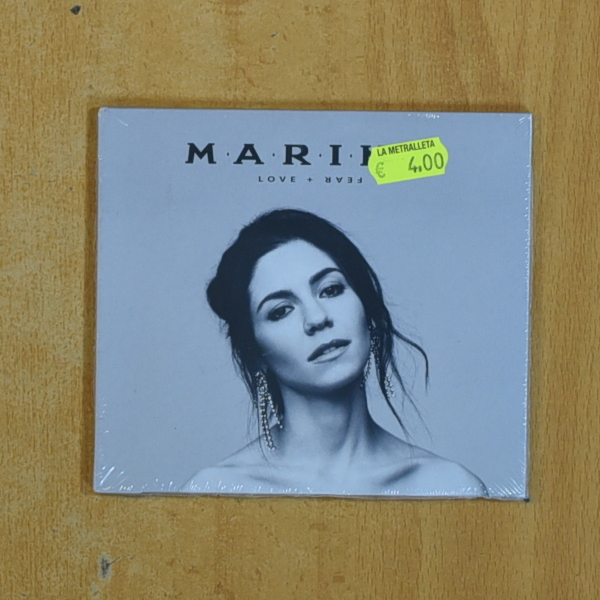 M·A·R·I·
LOVE + FEAR
LA METRALLETA
€ 4.00